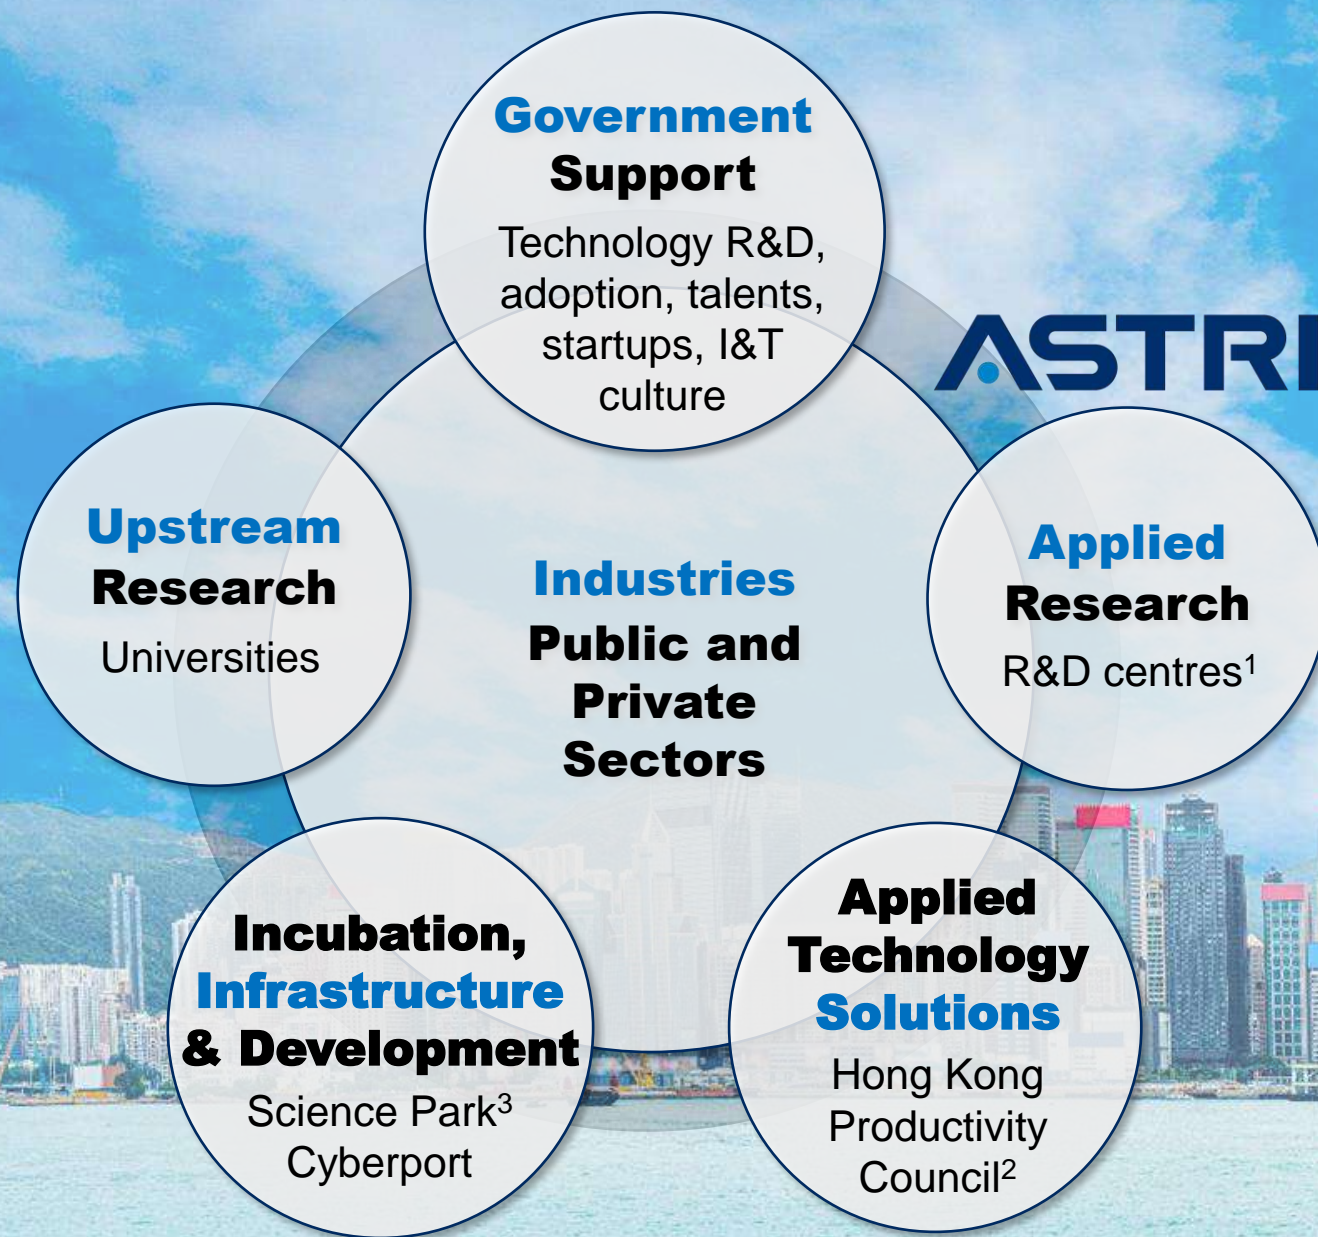 Government
Support
Technology R&D,
adoption, talents,
startups, I&T
culture
ASTRI
Upstream
Research
Universities
Industries
Public and
Private
Sectors
Applied
Research
R&D centres¹
Incubation,
Infrastructure
& Development
Science Park³
Cyberport
Applied
Technology
Solutions
Hong Kong
Productivity
Council²